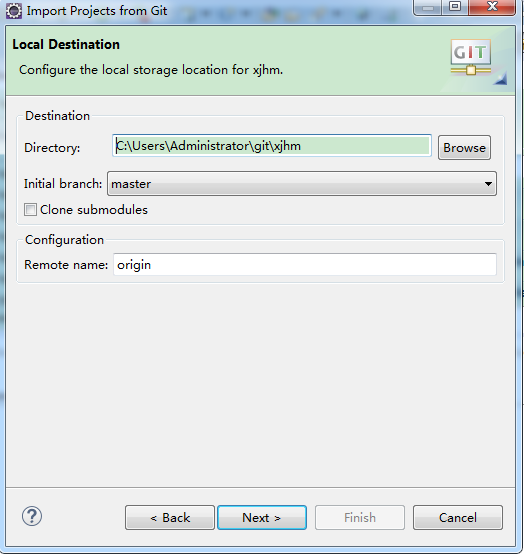 Import Projects from Git
Local Destination
Configure the local storage location for xjhm.
GIT
Destination
Directory: C:\Users\Administrator\git\xjhm Browse
Initial branch: master
Clone submodules
Configuration
Remote name: origin
?
< Back Next > Finish Cancel